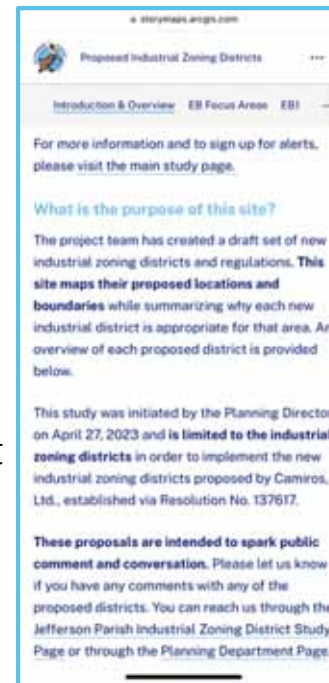 storymaps.arcgis.com
Proposed Industrial Zoning Districts
Introduction & Overview EB Focus Areas EB1
For more information and to sign up for alerts,
please visit the main study page.
What is the purpose of this site?
The project team has created a draft set of new
industrial zoning districts and regulations. This
site maps their proposed locations and
boundaries while summarizing why each new
industrial district is appropriate for that area. An
overview of each proposed district is provided
below.
This study was initiated by the Planning Director
on April 27, 2023 and is limited to the industrial
zoning districts in order to implement the new
industrial zoning districts proposed by Camiros,
Ltd., established via Resolution No. 137617.
These proposals are intended to spark public
comment and conversation. Please let us know
if you have any comments with any of the
proposed districts. You can reach us through the
Jefferson Parish Industrial Zoning District Study
Page or through the Planning Department Page.